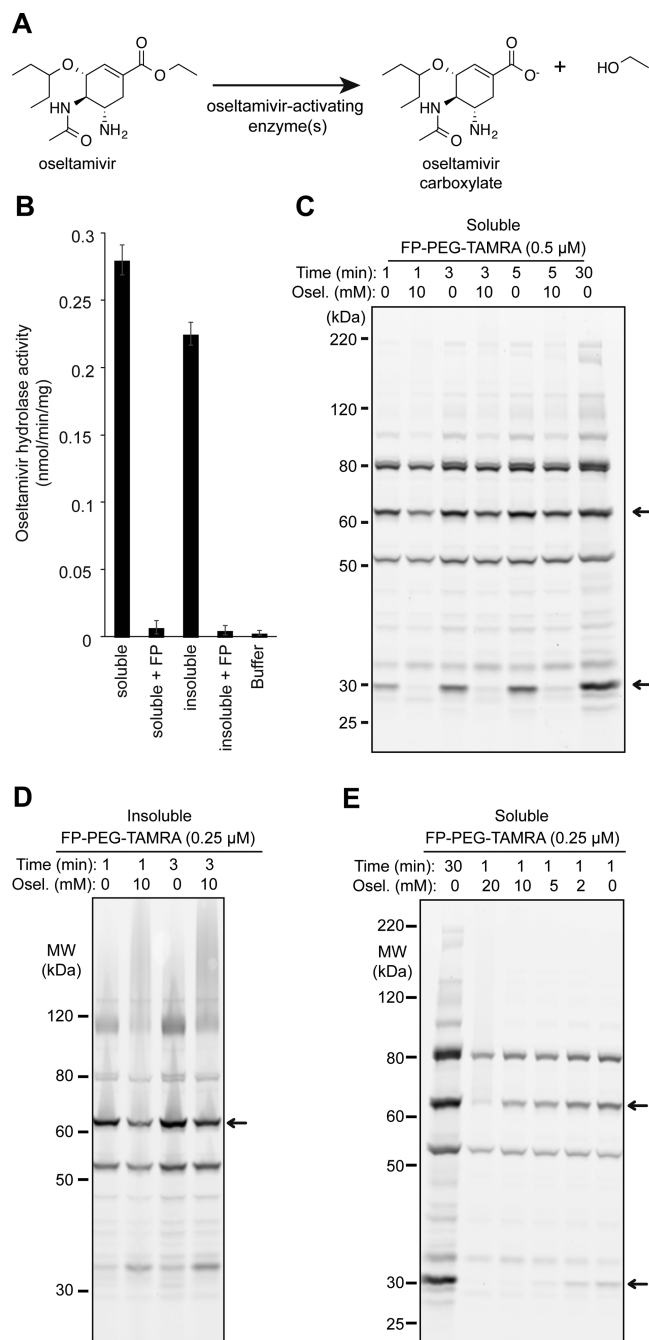 A
O
O
O
HN
NH2
O
oseltamivir
oseltamivir-activating
enzyme(s)
O
O
O-
HN
NH2
O
oseltamivir
carboxylate
+
HO
B
Oseltamivir hydrolase activity
(nmol/min/mg)
0.3
0.25
0.2
0.15
0.1
0.05
0
soluble
soluble + FP
insoluble
insoluble + FP
Buffer
C
Soluble
FP-PEG-TAMRA (0.5 µM)
Time (min): 1 1 3 3 5 5 30
Osel. (mM): 0 10 0 10 0 10 0
(kDa)
220
120
80
60
50
30
25
D
Insoluble
FP-PEG-TAMRA (0.25 µM)
Time (min): 1 1 3 3
Osel. (mM): 0 10 0 10
MW
(kDa)
120
80
60
50
30
E
Soluble
FP-PEG-TAMRA (0.25 µM)
Time (min): 30 1 1 1 1 1
Osel. (mM): 0 20 10 5 2 0
220
MW
(kDa)
120
80
60
50
30
25